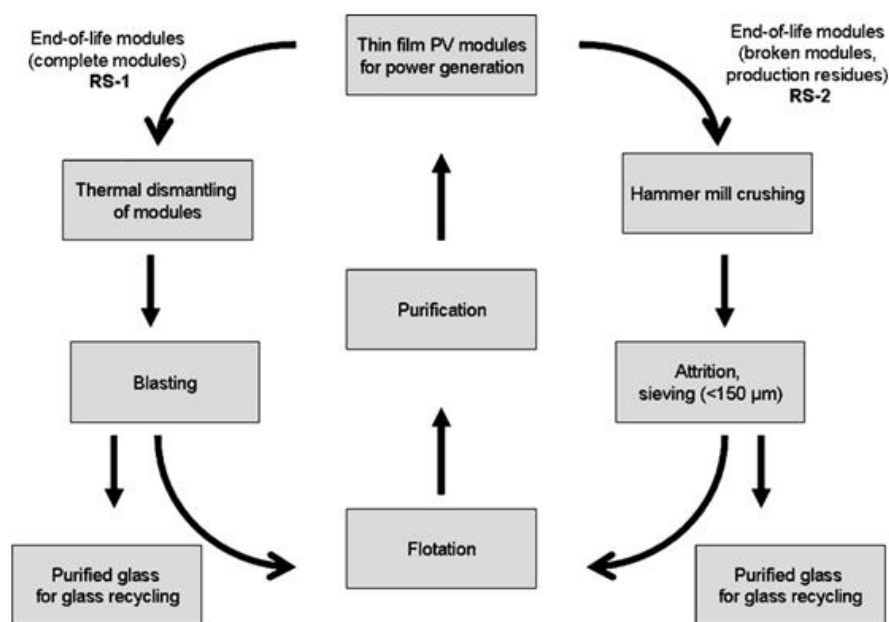 End-of-life modules
(complete modules)
RS-1
Thin film PV modules
for power generation
End-of-life modules
(broken modules,
production residues)
RS-2
Thermal dismantling
of modules
Hammer mill crushing
Purification
Blasting
Attrition,
sieving (<150 µm)
Flotation
Purified glass
for glass recycling
Purified glass
for glass recycling